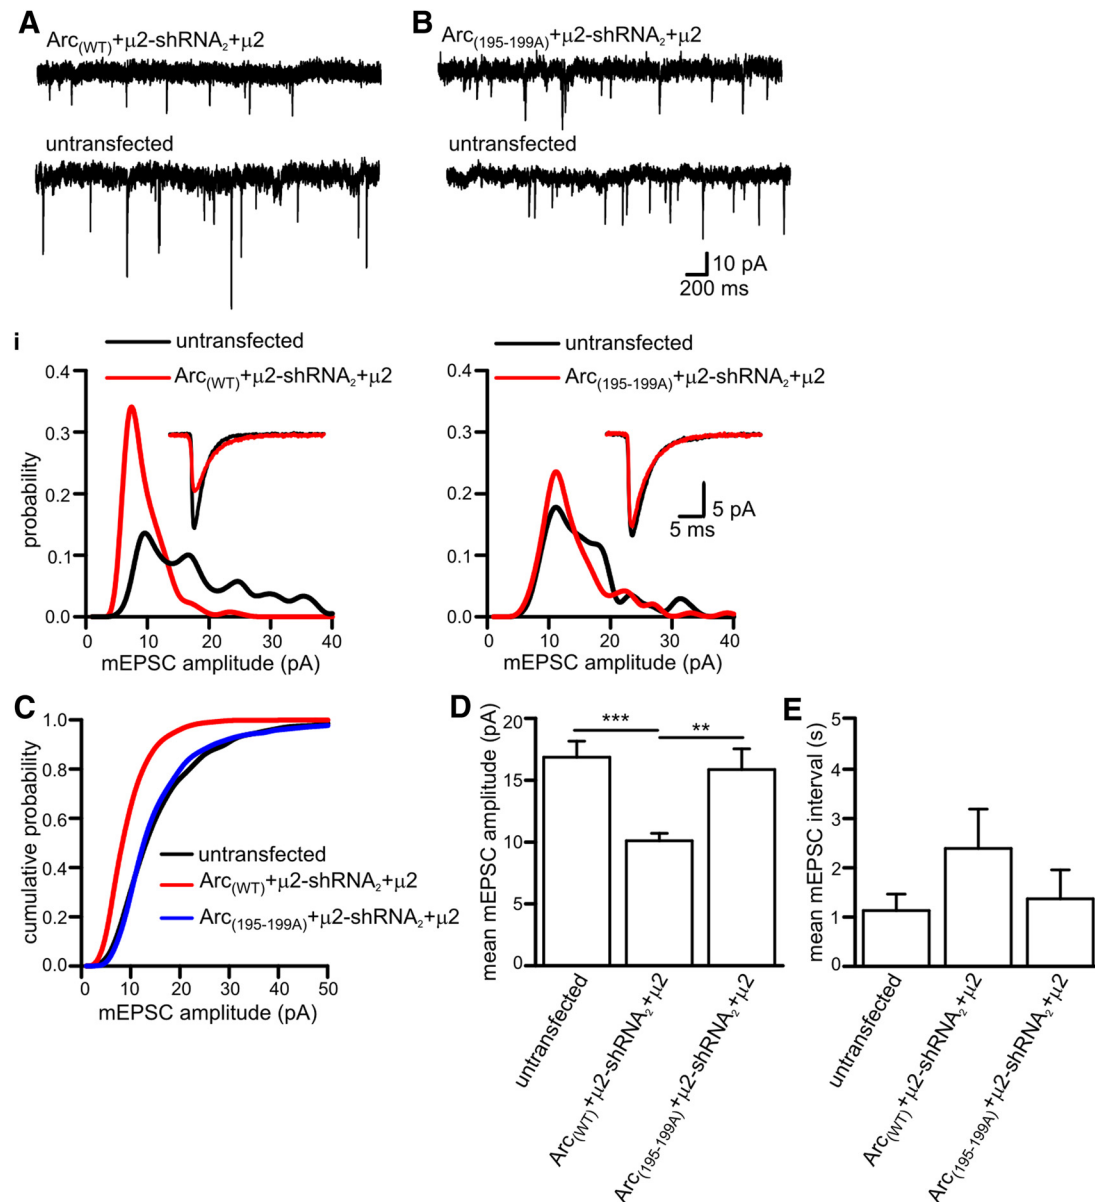 A
Arc(WT)+μ2-shRNA2+μ2
untransfected
B
Arc(195-199A)+μ2-shRNA2+μ2
untransfected
10 pA
200 ms
i
untransfected
Arc(WT)+μ2-shRNA2+μ2
probability
0.4
0.3
0.2
0.1
0.0
0 10 20 30 40
mEPSC amplitude (pA)
untransfected
Arc(195-199A)+μ2-shRNA2+μ2
0.4
0.3
0.2
0.1
0.0
5 pA
5 ms
0 10 20 30 40
mEPSC amplitude (pA)
C
cumulative probability
1.0
0.8
0.6
0.4
0.2
0.0
untransfected
Arc(WT)+μ2-shRNA2+μ2
Arc(195-199A)+μ2-shRNA2+μ2
0 10 20 30 40 50
mEPSC amplitude (pA)
D
mean mEPSC amplitude (pA)
20
15
10
5
0
*** **
untransfected
Arc(WT)+μ2-shRNA2+μ2
Arc(195-199A)+μ2-shRNA2+μ2
E
mean mEPSC interval (s)
5
4
3
2
1
0
untransfected
Arc(WT)+μ2-shRNA2+μ2
Arc(195-199A)+μ2-shRNA2+μ2